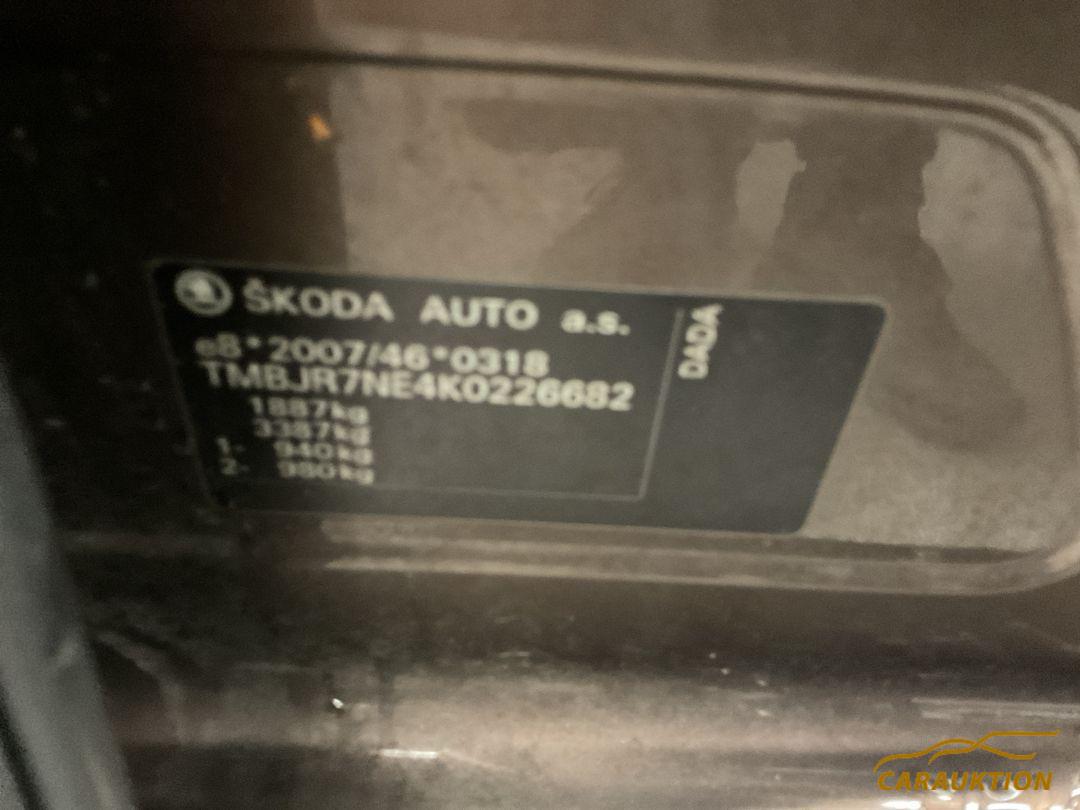 ŠKODA AUTO a.s.
e8*2007/46*0318
TMBJR7NE4K0226682
1887kg
3387kg
1- 940kg
2- 980kg
DADA
CARAUKTION